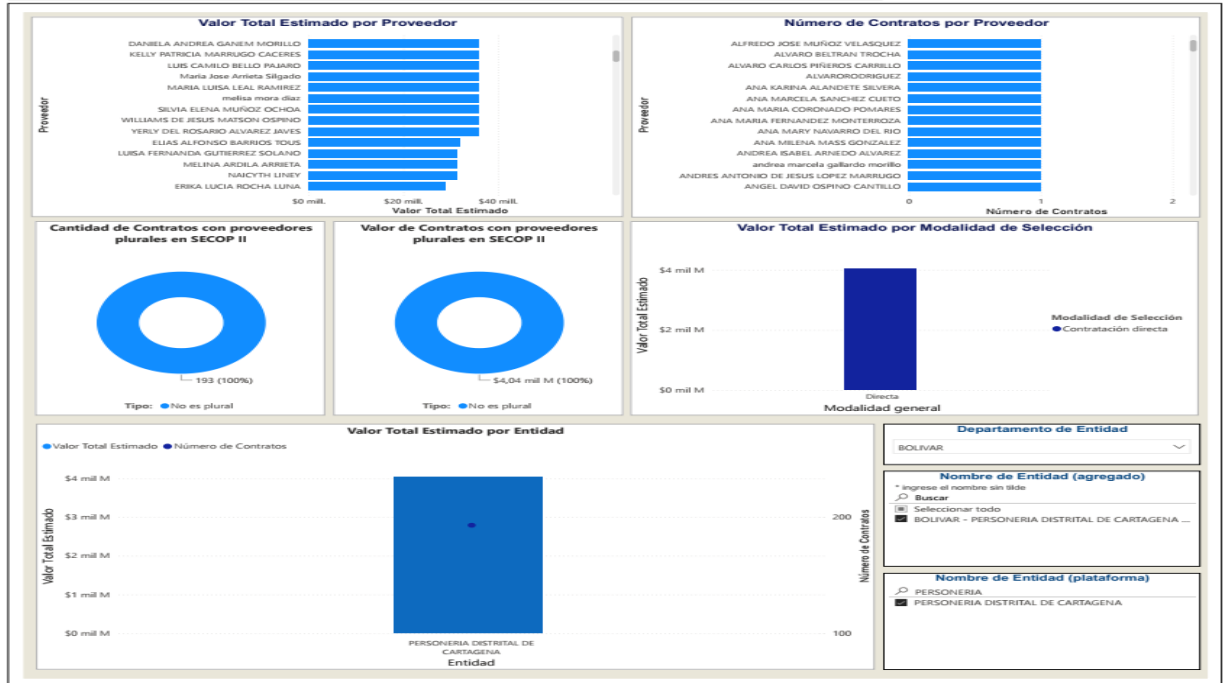 Valor Total Estimado por Proveedor
Proveedor
DANIELA ANDREA GANEM MORILLO
KELLY PATRICIA MARRUGO CACERES
LUIS CAMILO BELLO PAJARO
Maria Jose Arrieta Silgado
MARIA LUISA LEAL RAMIREZ
melisa mora diaz
SILVIA ELENA MUÑOZ OCHOA
WILLIAMS DE JESUS MATSON OSPINO
YERLY DEL ROSARIO ALVAREZ JAVES
ELIAS ALFONSO BARRIOS TOUS
LUISA FERNANDA GUTIERREZ SOLANO
MELINA ARDILA ARRIETA
NAICYTH LINEY
ERIKA LUCIA ROCHA LUNA
$0 mill. $20 mill. $40 mill.
Valor Total Estimado
Número de Contratos por Proveedor
Proveedor
ALFREDO JOSE MUÑOZ VELASQUEZ
ALVARO BELTRAN TROCHA
ALVARO CARLOS PIÑEROS CARRILLO
ALVARORODRIGUEZ
ANA KARINA ALANDETE SILVERA
ANA MARCELA SANCHEZ CUETO
ANA MARIA CORONADO POMARES
ANA MARIA FERNANDEZ MONTERROZA
ANA MARY NAVARRO DEL RIO
ANA MILENA MASS GONZALEZ
ANDREA ISABEL ARNEDO ALVAREZ
andrea marcela gallardo morillo
ANDRES ANTONIO DE JESUS LOPEZ MARRUGO
ANGEL DAVID OSPINO CANTILLO
0 1 2
Número de Contratos
Cantidad de Contratos con proveedores
plurales en SECOP II
193 (100%)
Tipo: No es plural
Valor de Contratos con proveedores
plurales en SECOP II
$4,04 mil M (100%)
Tipo: No es plural
Valor Total Estimado por Modalidad de Selección
Valor Total Estimado
$4 mil M
$2 mil M
$0 mil M
Directa
Modalidad general
Modalidad de Selección
Contratación directa
Valor Total Estimado por Entidad
Valor Total Estimado Número de Contratos
Valor Total Estimado
$4 mil M
$3 mil M
$2 mil M
$1 mil M
$0 mil M
200
100
Número de Contratos
PERSONERIA DISTRITAL DE
CARTAGENA
Entidad
Departamento de Entidad
BOLIVAR
Nombre de Entidad (agregado)
* ingrese el nombre sin tilde
Buscar
Seleccionar todo
BOLIVAR - PERSONERIA DISTRITAL DE CARTAGENA ...
Nombre de Entidad (plataforma)
PERSONERIA
PERSONERIA DISTRITAL DE CARTAGENA